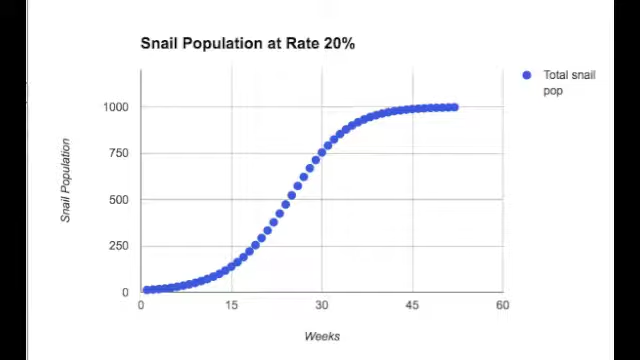 Snail Population at Rate 20%
Total snail
pop
1000
750
500
250
0
Snail Population
0 15 30 45 60
Weeks